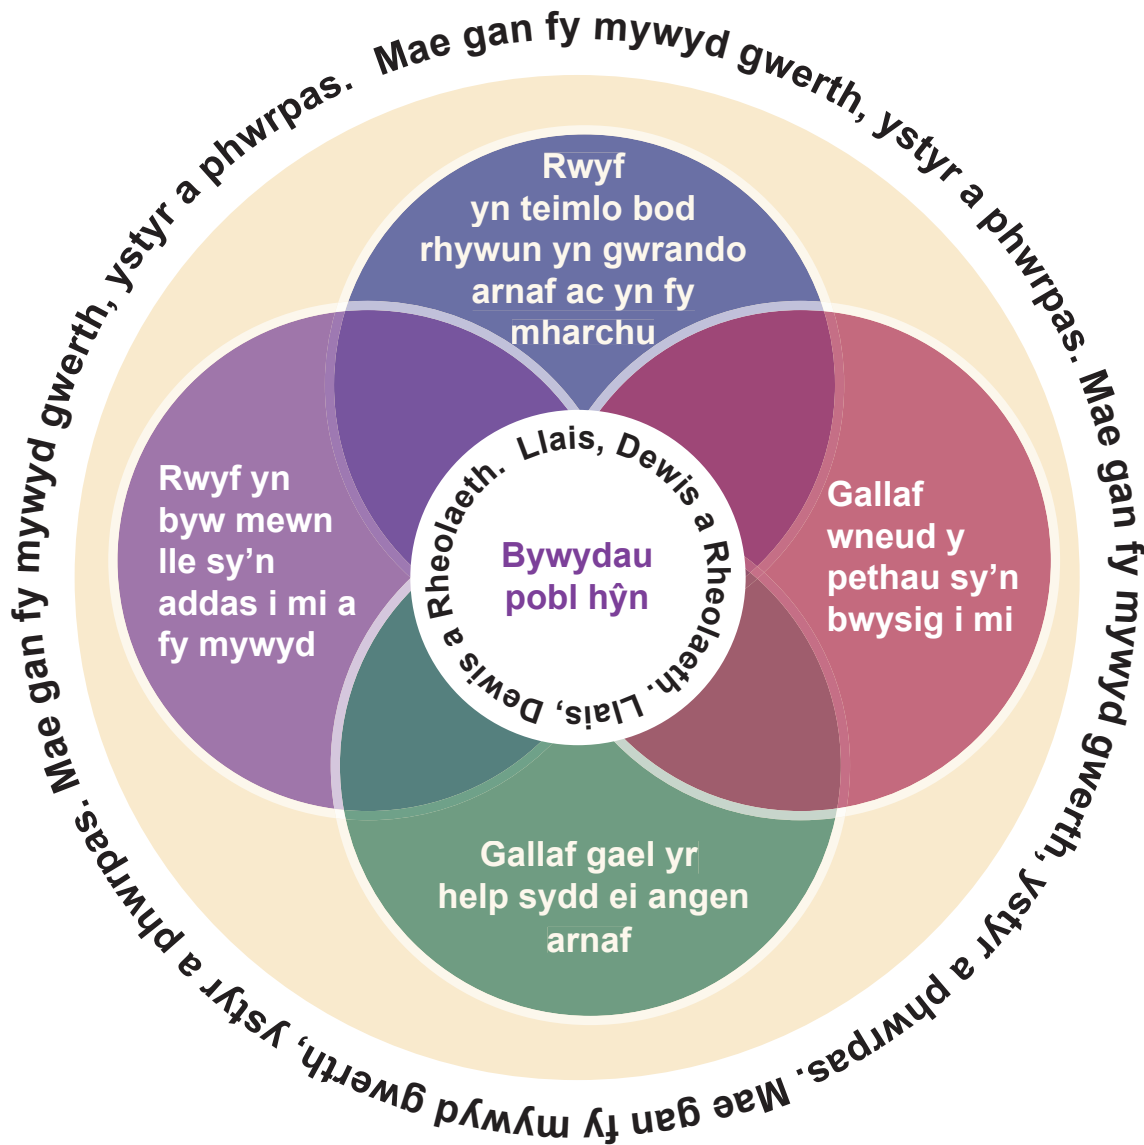 Mae gan fy mywyd gwerth, ystyr a phwrpas. Mae gan fy mywyd gwerth, ystyr a phwrpas. Mae gan fy mywyd gwerth, ystyr a phwrpas. Mae gan fy mywyd gwerth, ystyr a phwrpas.
Rwyf
yn teimlo bod
rhywun yn gwrando
arnaf ac yn fy
mharchu
Rwyf yn
byw mewn
lle sy’n
addas i mi a
fy mywyd
Llais, Dewis a Rheolaeth. Llais, Dewis a Rheolaeth.
Bywydau
pobl hŷn
Gallaf
wneud y
pethau sy’n
bwysig i mi
Gallaf gael yr
help sydd ei angen
arnaf